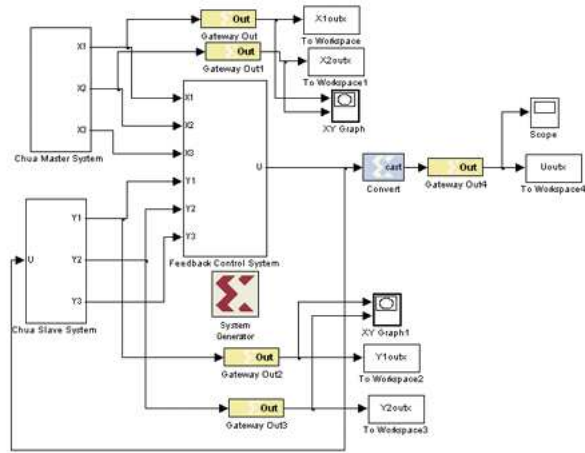 Out
X1outx
Gateway Out
To Workspace
X1
Out
X2outx
Gateway Out1
To Workspace1
X2
X1
XY Graph
X2
X3
X3
U
Chua Master System
Y1
cast
Out
Scope
Uoutx
Convert
Gateway Out4
To Workspace4
Y1
Y2
U
Y2
Y3
Y3
Feedback Control System
Chua Slave System
System
Generator
XY Graph1
Out
Y1outx
Gateway Out2
To Workspace2
Out
Y2outx
Gateway Out3
To Workspace3